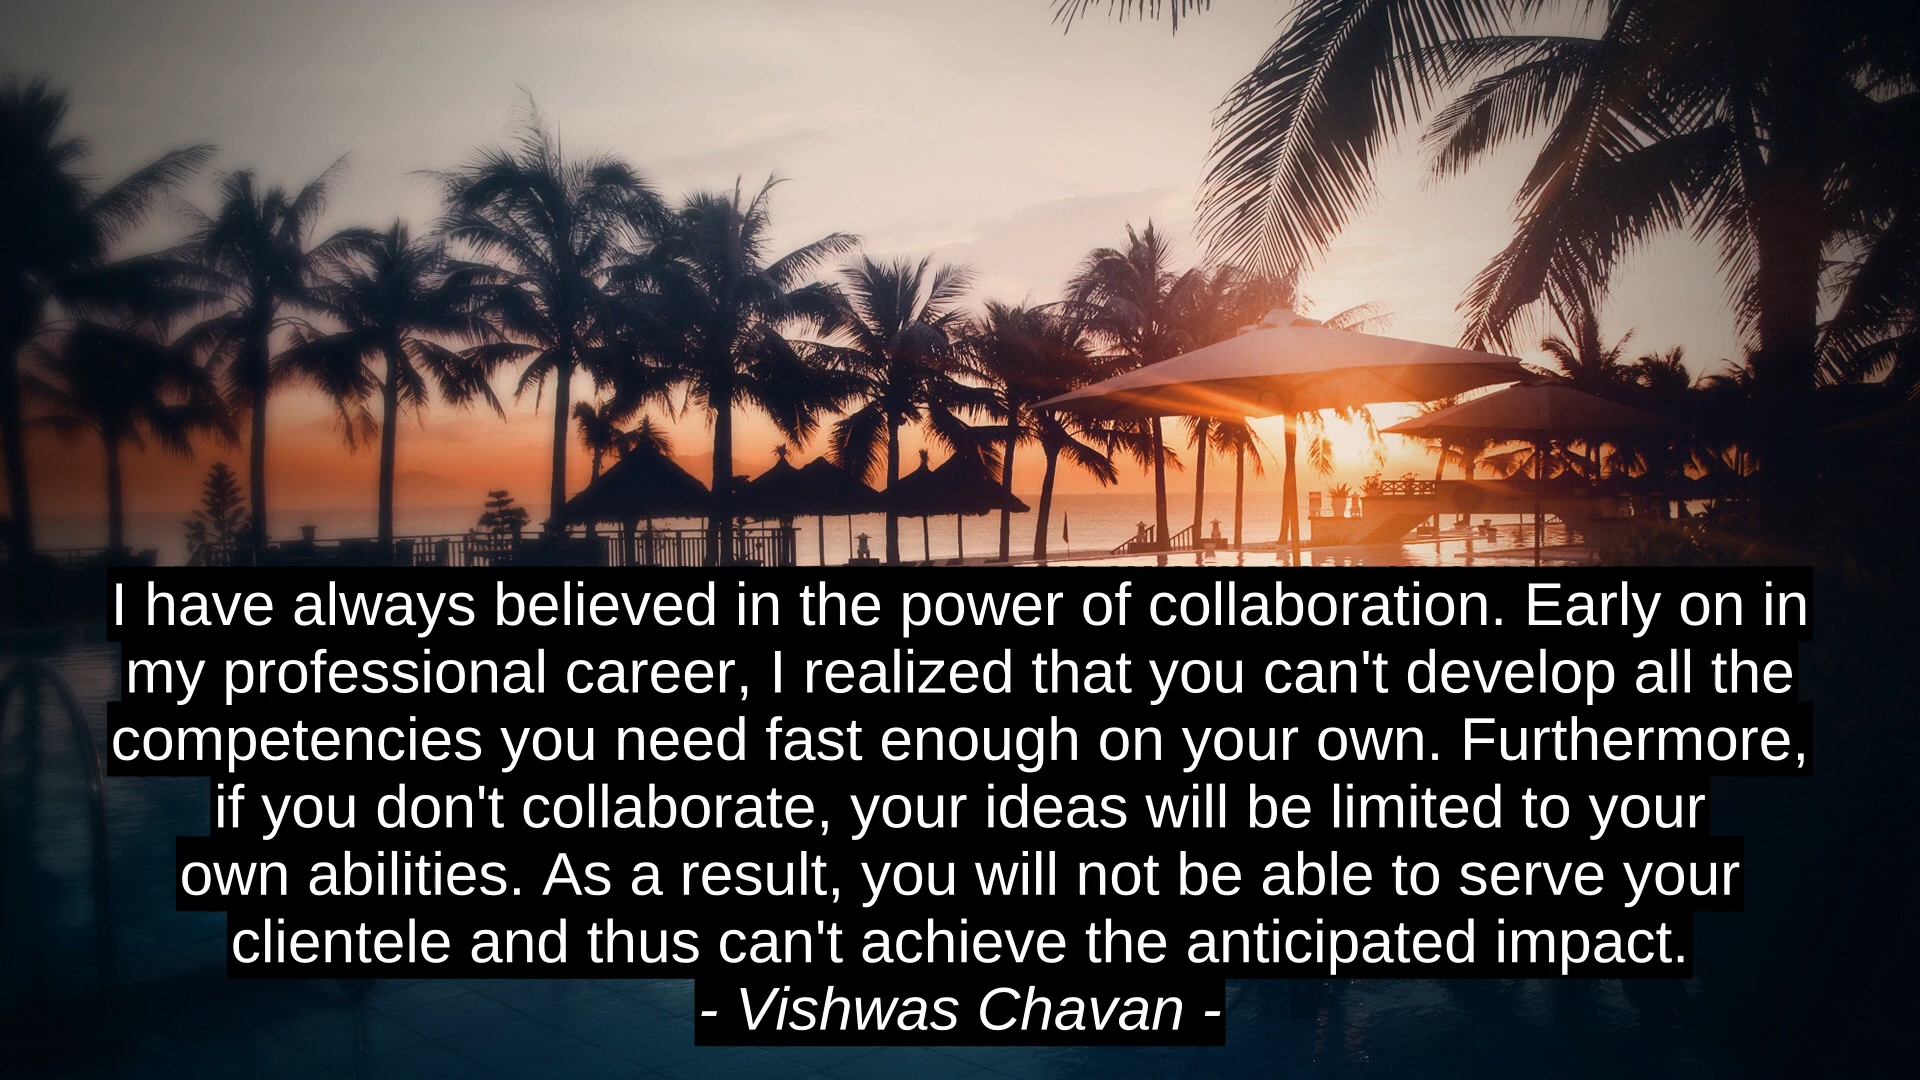 I have always believed in the power of collaboration. Early on in
my professional career, I realized that you can't develop all the
competencies you need fast enough on your own. Furthermore,
if you don't collaborate, your ideas will be limited to your
own abilities. As a result, you will not be able to serve your
clientele and thus can't achieve the anticipated impact.
- Vishwas Chavan -